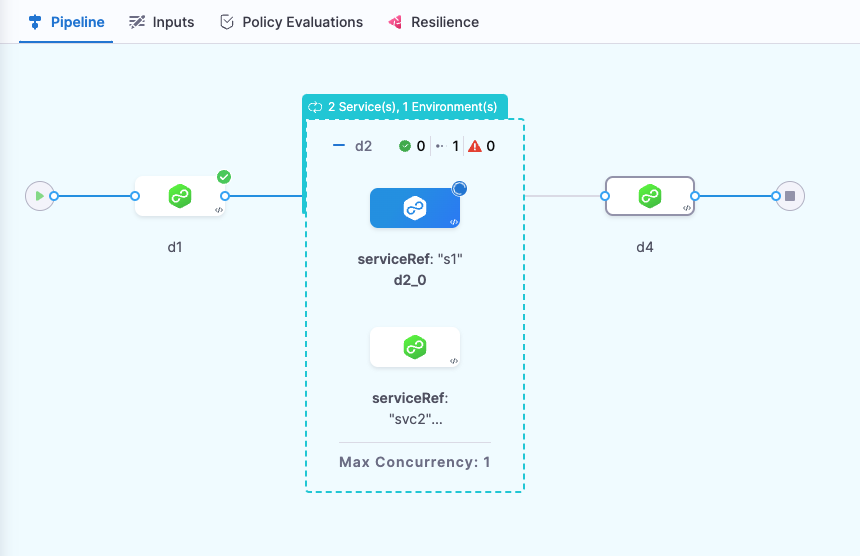 Pipeline Inputs Policy Evaluations Resilience
2 Service(s), 1 Environment(s)
d2 0 1 0
d1
serviceRef: "s1"
d2_0
d4
serviceRef:
"svc2"...
Max Concurrency: 1